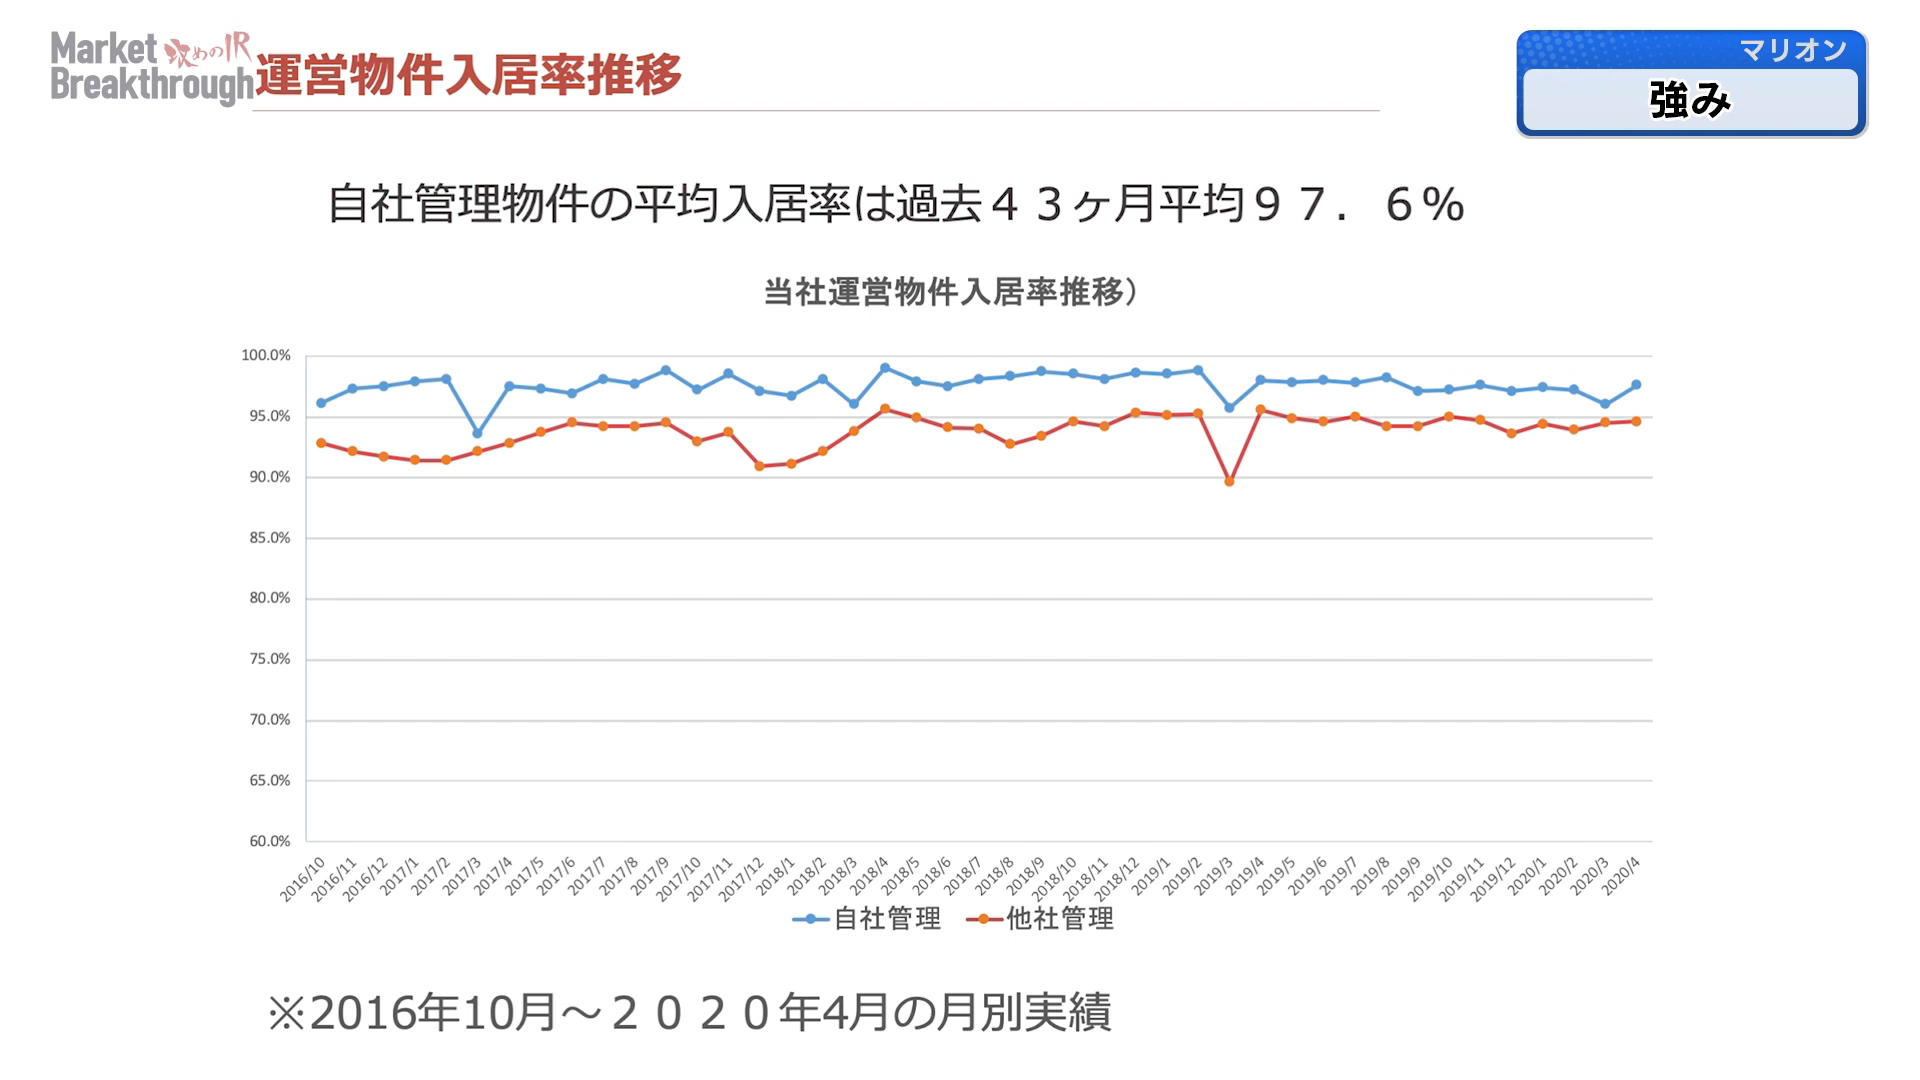 Market 攻めのIR
Breakthrough
運営物件入居率推移
マリオン
強み
自社管理物件の平均入居率は過去４３ヶ月平均９７．６％
当社運営物件入居率推移）
100.0%
95.0%
90.0%
85.0%
80.0%
75.0%
70.0%
65.0%
60.0%
2016/10 2016/11 2016/12 2017/1 2017/2 2017/3 2017/4 2017/5 2017/6 2017/7 2017/8 2017/9 2017/10 2017/11 2017/12 2018/1 2018/2 2018/3 2018/4 2018/5 2018/6 2018/7 2018/8 2018/9 2018/10 2018/11 2018/12 2019/1 2019/2 2019/3 2019/4 2019/5 2019/6 2019/7 2019/8 2019/9 2019/10 2019/11 2019/12 2020/1 2020/2 2020/3 2020/4
自社管理 他社管理
※2016年10月～２０２０年4月の月別実績